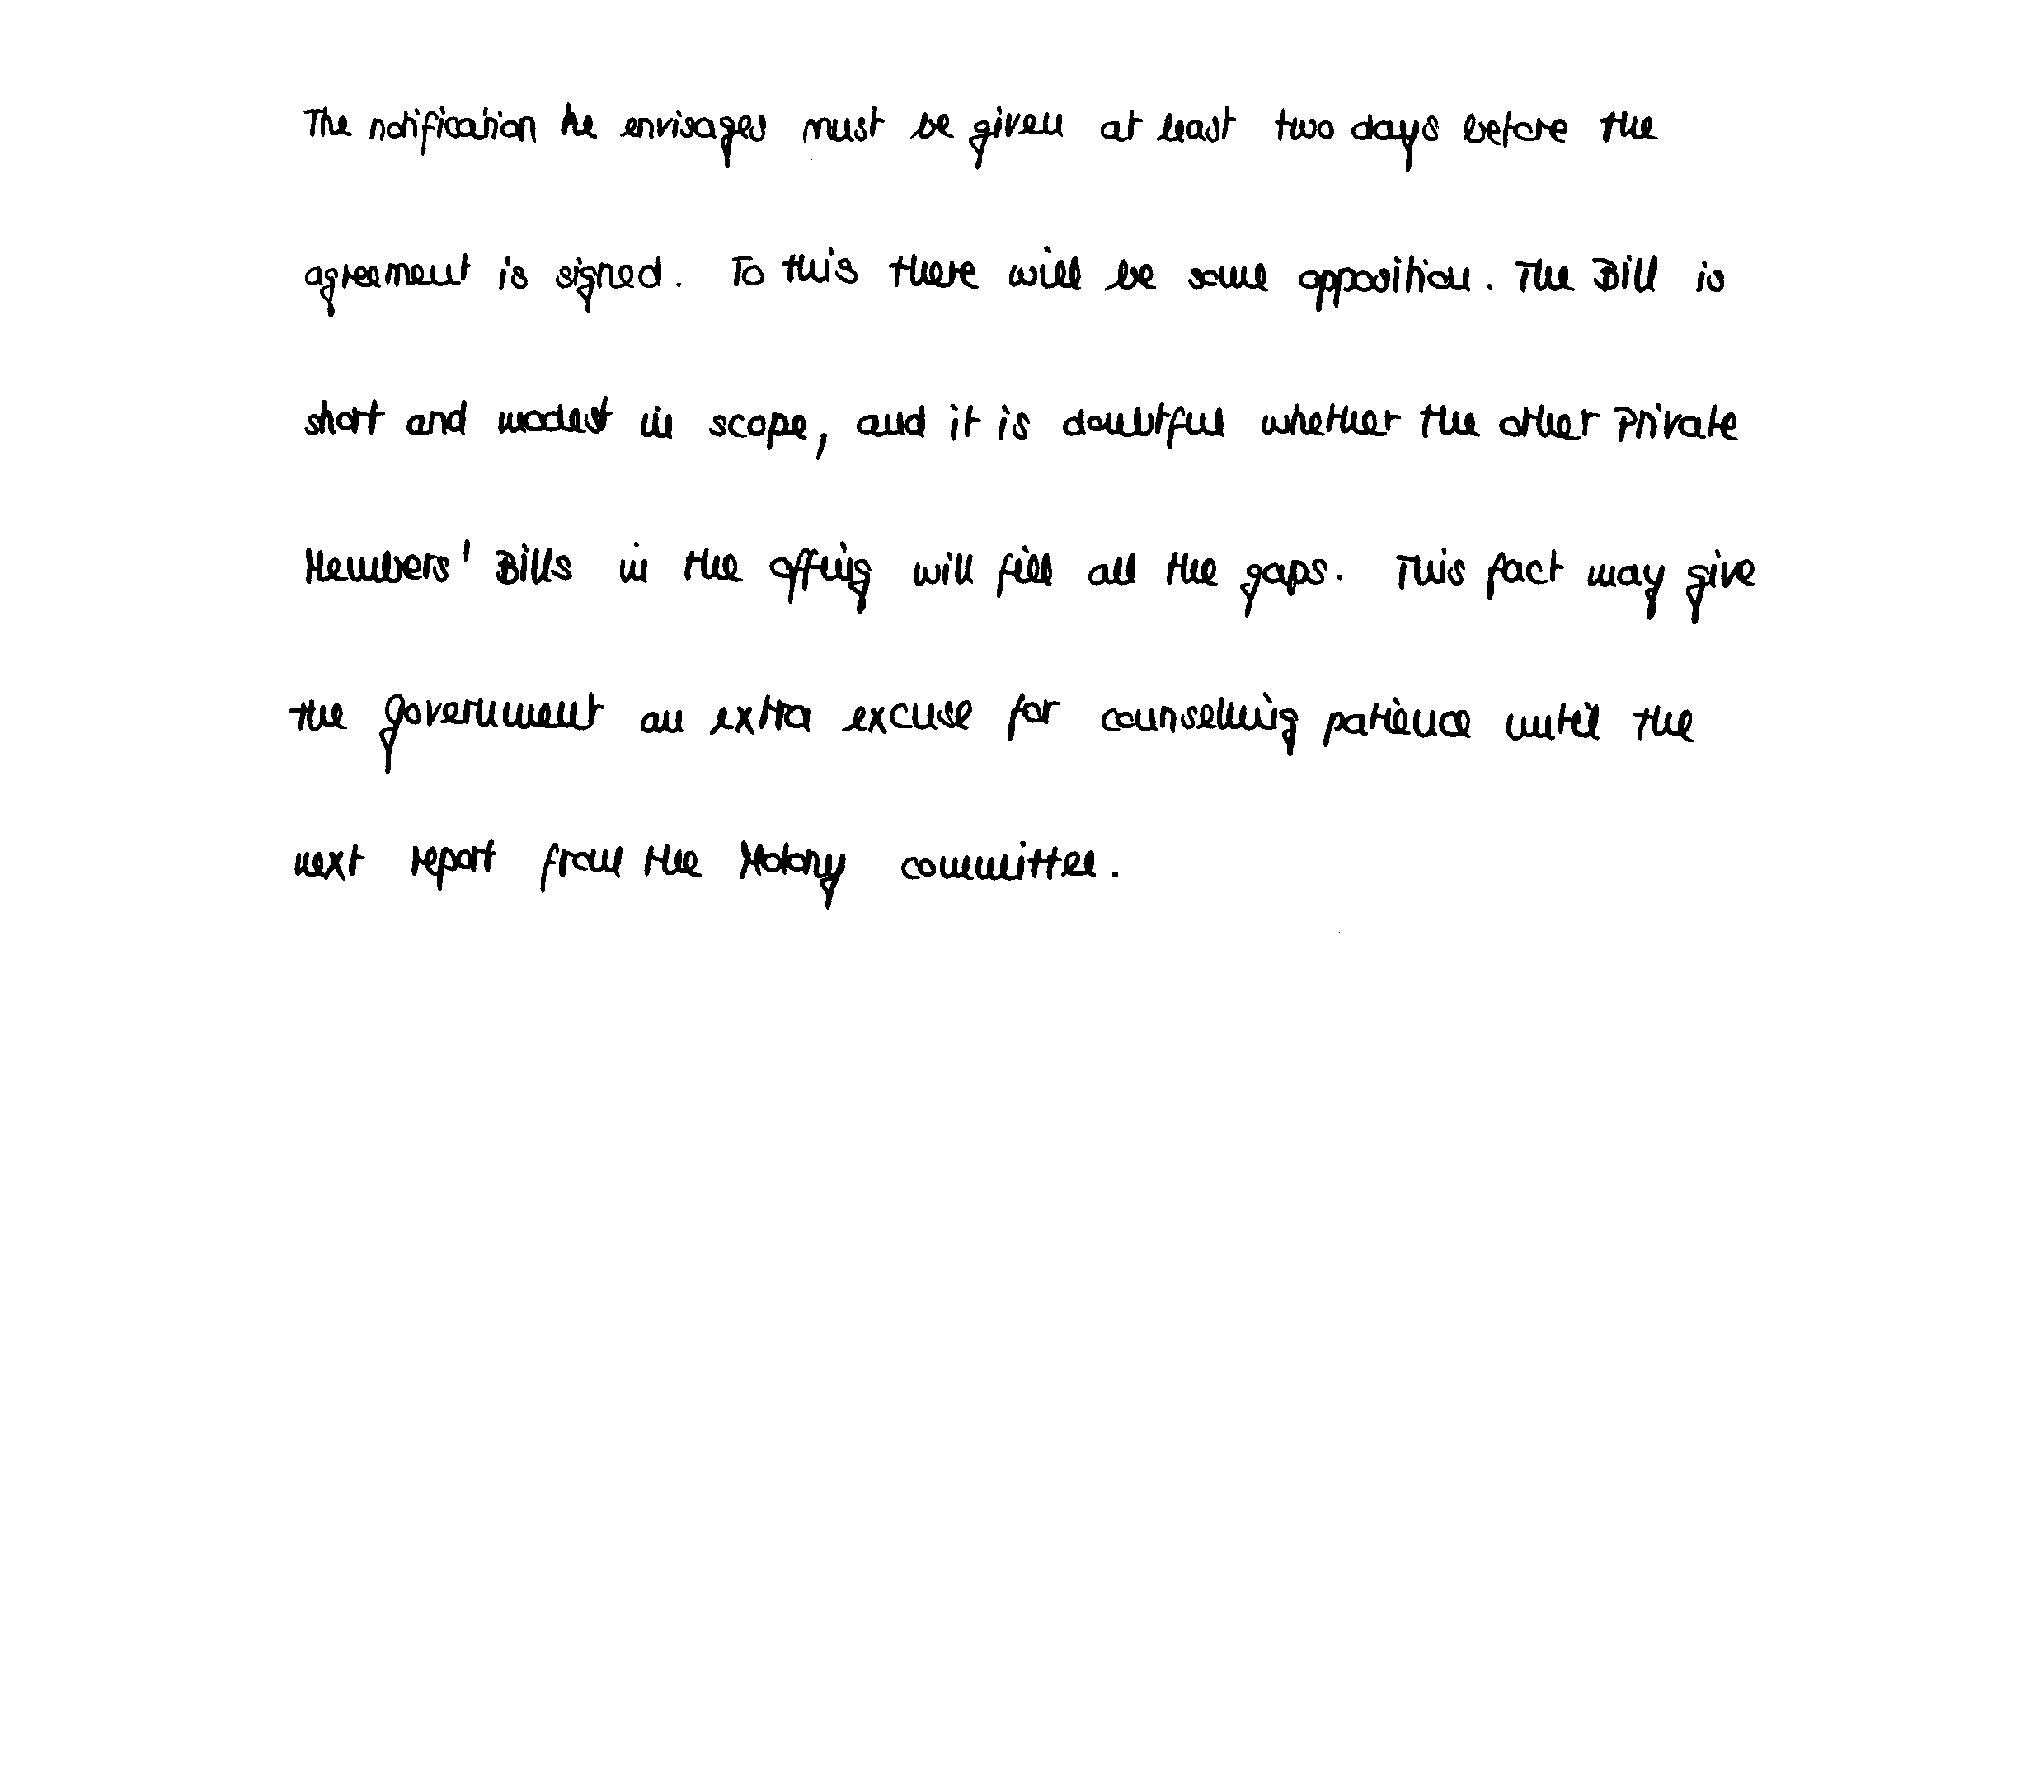 The notification he envisages must be given at least two days before the
agreement is signed. To this there will be some opposition. The Bill is
short and modest in scope, and it is doubtful whether the other Private
Members' Bills in the offing will fill all the gaps. This fact may give
the government an extra excuse for counselling patience until the
next report from the Molony committee.